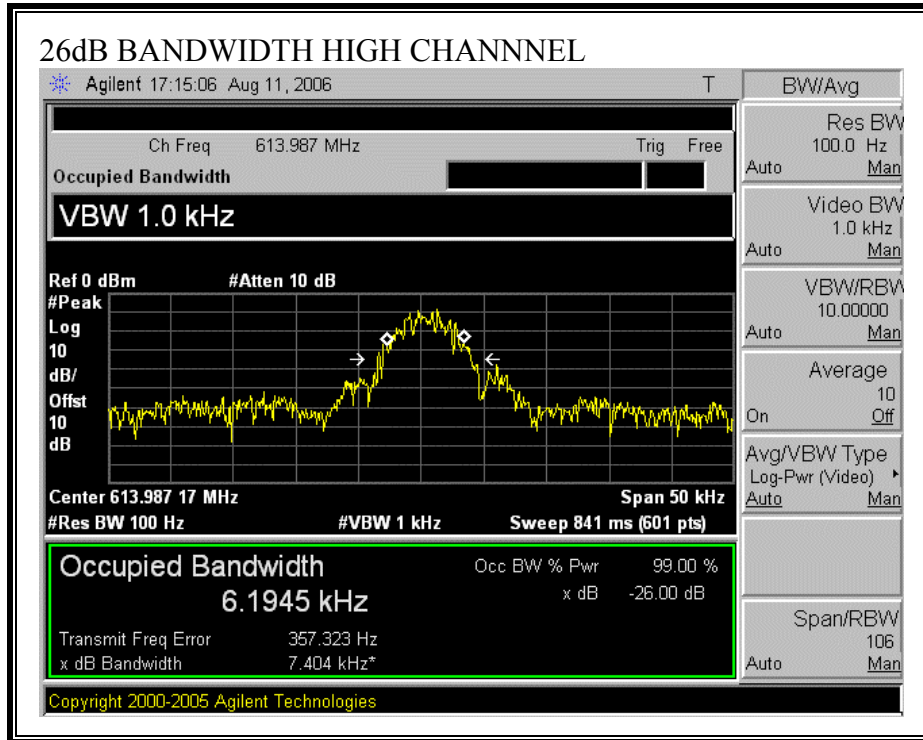 26dB BANDWIDTH HIGH CHANNNEL
Agilent 17:15:06 Aug 11, 2006 T
Ch Freq 613.987 MHz Trig Free
Occupied Bandwidth
VBW 1.0 kHz
Ref 0 dBm #Atten 10 dB
#Peak
Log
10
dB/
Offst
10
dB
Center 613.987 17 MHz Span 50 kHz
#Res BW 100 Hz #VBW 1 kHz Sweep 841 ms (601 pts)
Occupied Bandwidth Occ BW % Pwr 99.00 %
6.1945 kHz x dB -26.00 dB
Transmit Freq Error 357.323 Hz
x dB Bandwidth 7.404 kHz*
Copyright 2000-2005 Agilent Technologies
BW/Avg
Res BW
100.0 Hz
Auto Man
Video BW
1.0 kHz
Auto Man
VBW/RBW
10.00000
Auto Man
Average
10
On Off
Avg/VBW Type
Log-Pwr (Video)
Auto Man
Span/RBW
106
Auto Man